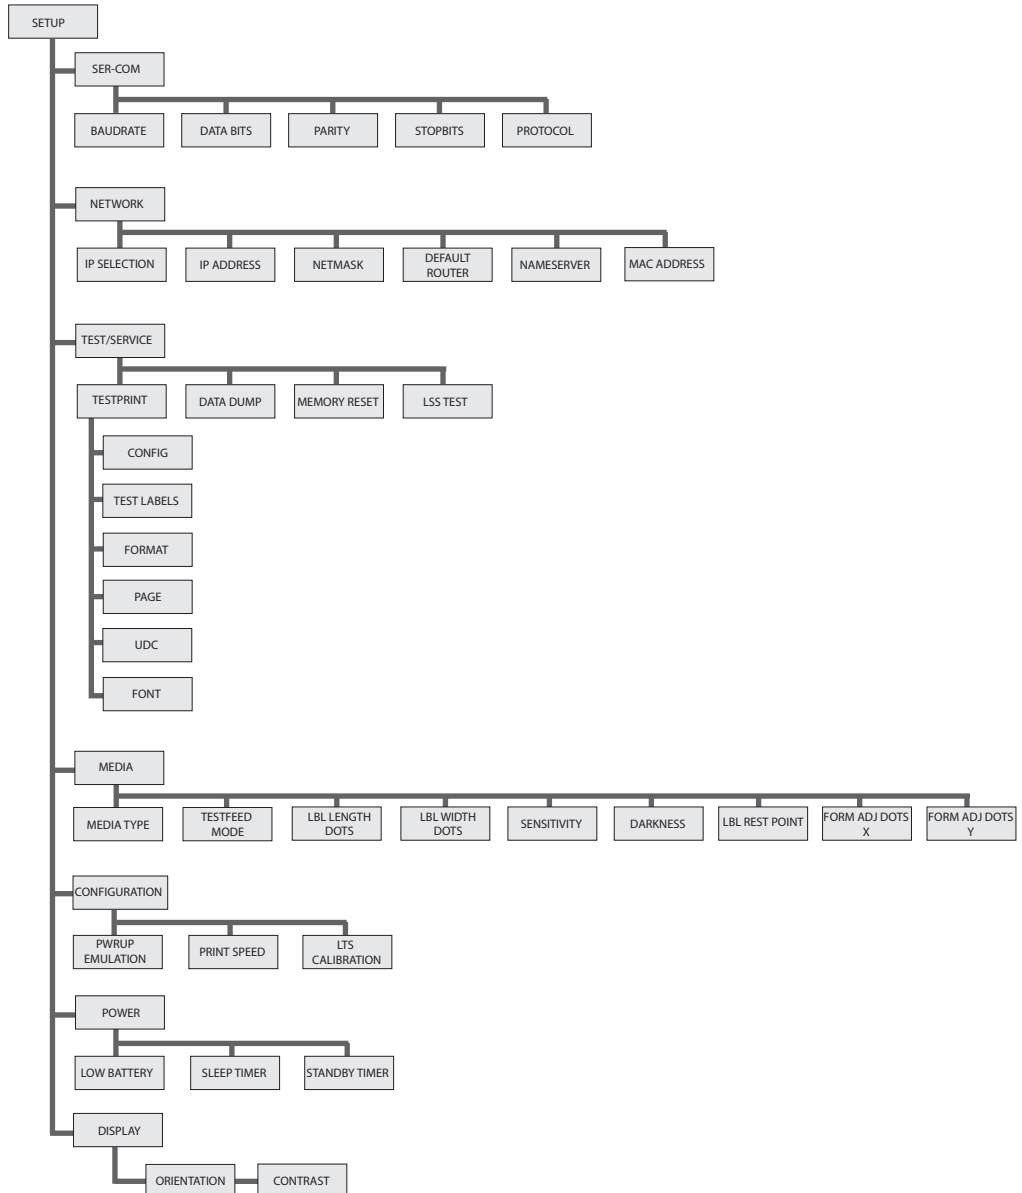 SETUP
SER-COM
BAUDRATE
DATA BITS
PARITY
STOPBITS
PROTOCOL
NETWORK
IP SELECTION
IP ADDRESS
NETMASK
DEFAULT
ROUTER
NAMESERVER
MAC ADDRESS
TEST/SERVICE
TESTPRINT
DATA DUMP
MEMORY RESET
LSS TEST
CONFIG
TEST LABELS
FORMAT
PAGE
UDC
FONT
MEDIA
MEDIA TYPE
TESTFEED
MODE
LBL LENGTH
DOTS
LBL WIDTH
DOTS
SENSITIVITY
DARKNESS
LBL REST POINT
FORM ADJ DOTS
X
FORM ADJ DOTS
Y
CONFIGURATION
PWRUP
EMULATION
PRINT SPEED
LTS
CALIBRATION
POWER
LOW BATTERY
SLEEP TIMER
STANDBY TIMER
DISPLAY
ORIENTATION
CONTRAST